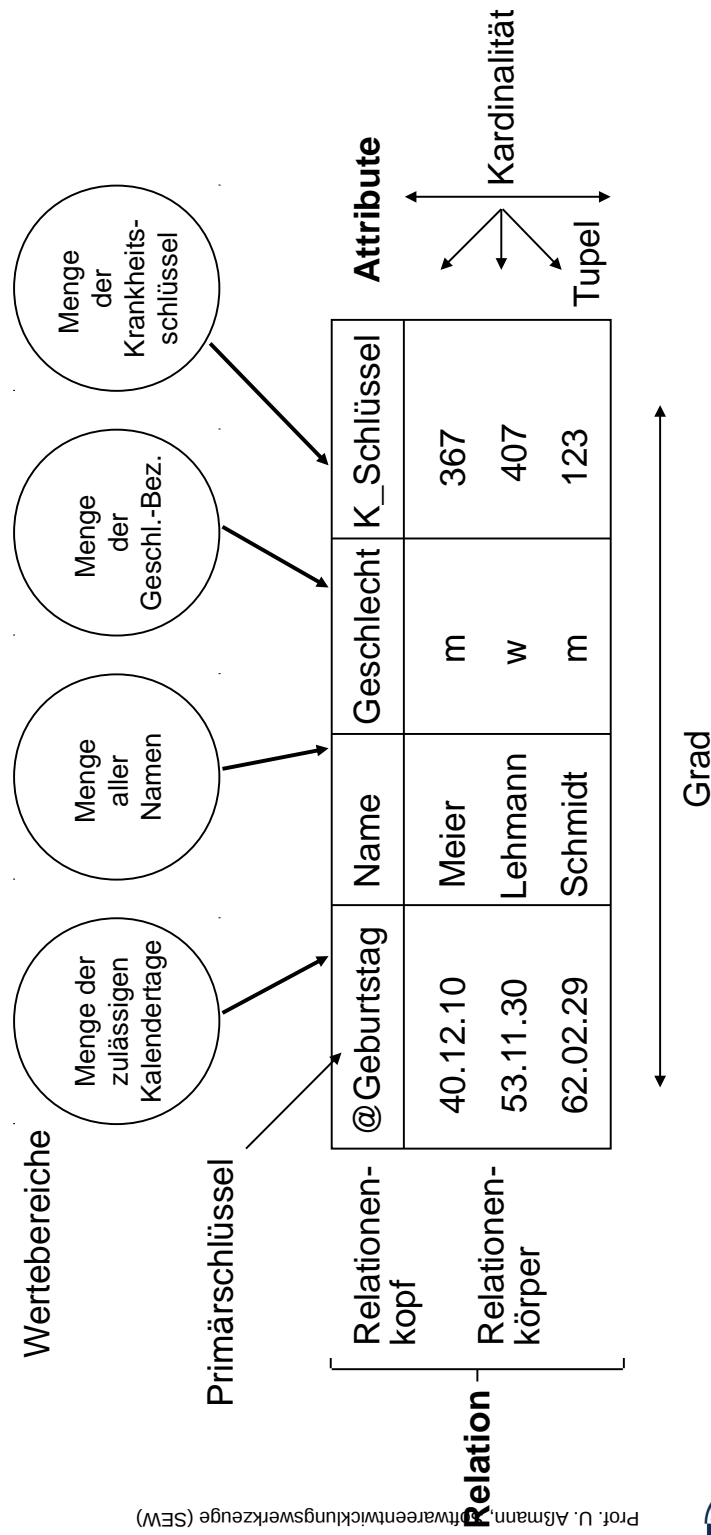 Wertebereiche
Menge der
zulässigen
Kalendertage
Menge
aller
Namen
Menge
der
Geschl.-Bez.
Menge
der
Krankheits-
schlüssel
Primärschlüssel
Relation
Relationen-
kopf
Relationen-
körper
@Geburtstag Name Geschlecht K_Schlüssel
40.12.10 Meier m 367
53.11.30 Lehmann w 407
62.02.29 Schmidt m 123
Attribute
Tupel
Kardinalität
Grad
Prof. U. Aßmann, Softwareentwicklungswerkzeuge (SEW)